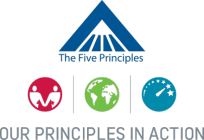 The Five Principles
OUR PRINCIPLES IN ACTION